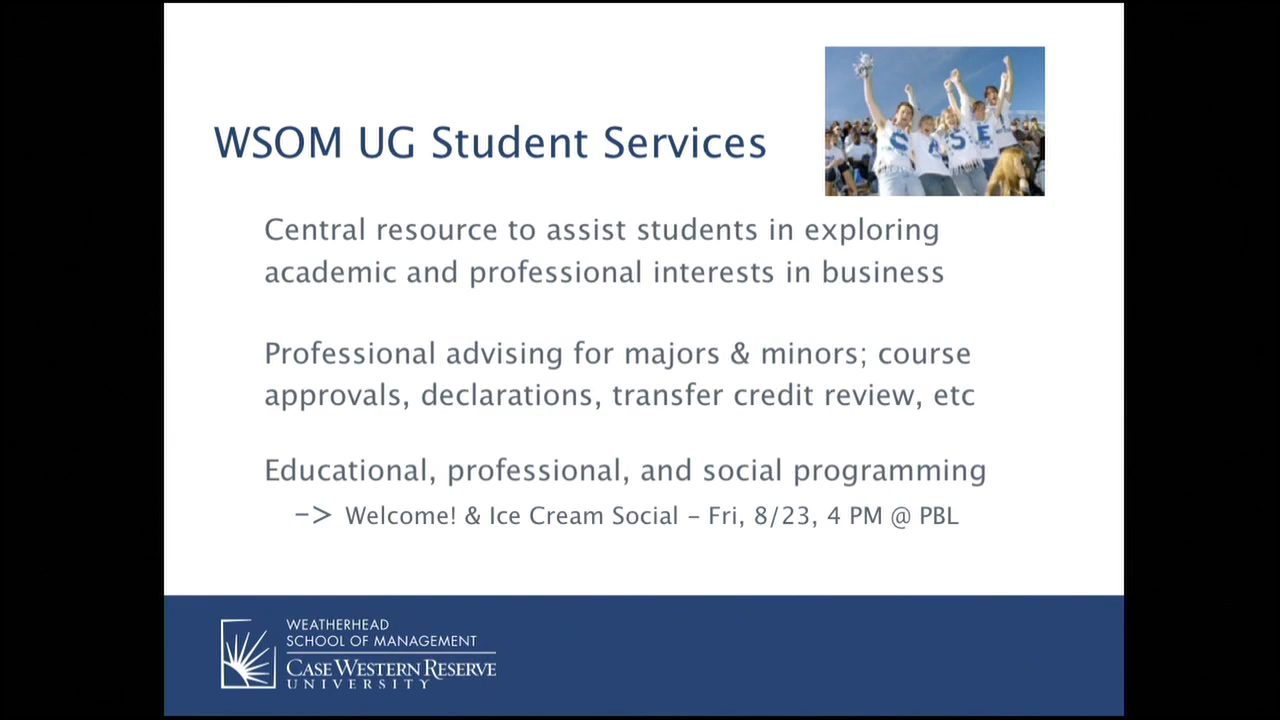 WSOM UG Student Services
CASE
Central resource to assist students in exploring
academic and professional interests in business
Professional advising for majors & minors; course
approvals, declarations, transfer credit review, etc
Educational, professional, and social programming
–> Welcome! & Ice Cream Social – Fri, 8/23, 4 PM @ PBL
WEATHERHEAD
SCHOOL OF MANAGEMENT
CASE WESTERN RESERVE
UNIVERSITY